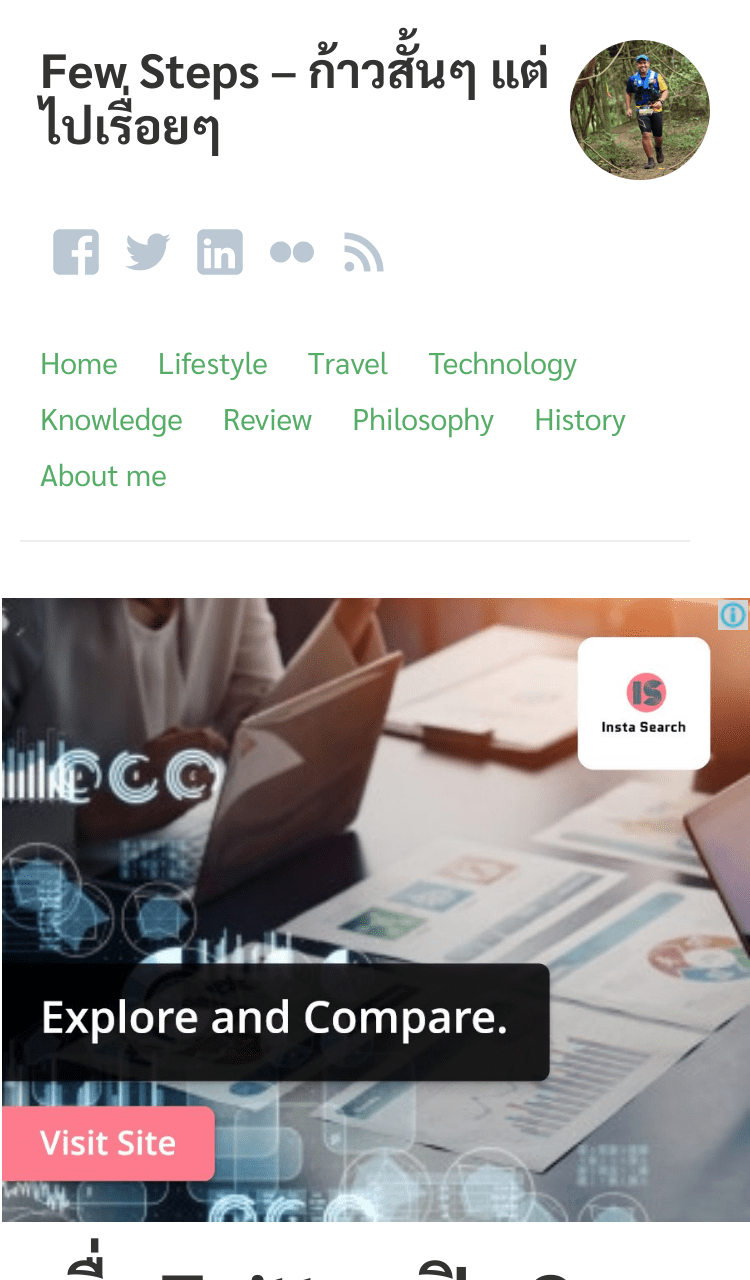 Few Steps – ก้าวสั้นๆ แต่
ไปเรื่อยๆ
Home Lifestyle Travel Technology
Knowledge Review Philosophy History
About me
IS
Insta Search
Explore and Compare.
Visit Site